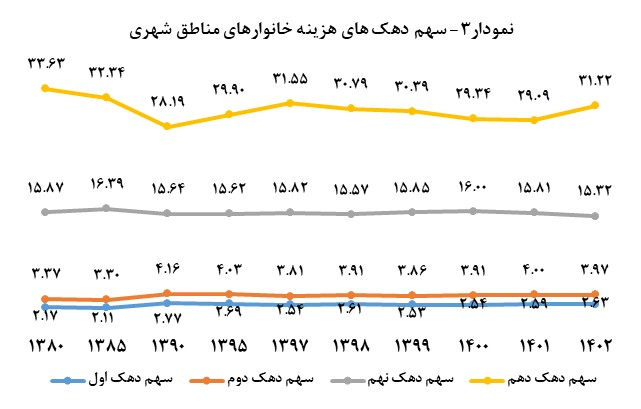 نمودار۳ - سهم دهک های هزینه خانوارهای مناطق شهری
۳۳.۶۳ ۳۲.۳۴ ۲۸.۱۹ ۲۹.۹۰ ۳۱.۵۵ ۳۰.۷۹ ۳۰.۳۹ ۲۹.۳۴ ۲۹.۰۹ ۳۱.۲۲
۱۵.۸۷ ۱۶.۳۹ ۱۵.۶۴ ۱۵.۶۲ ۱۵.۸۲ ۱۵.۵۷ ۱۵.۸۵ ۱۶.۰۰ ۱۵.۸۱ ۱۵.۳۲
۳.۳۷ ۳.۳۰ ۴.۱۶ ۴.۰۳ ۳.۸۱ ۳.۹۱ ۳.۸۶ ۳.۹۱ ۴.۰۰ ۳.۹۷
۲.۱۷ ۲.۱۱ ۲.۷۷ ۲.۶۹ ۲.۵۴ ۲.۶۱ ۲.۵۳ ۲.۵۴ ۲.۵۹ ۲.۶۳
۱۳۸۰ ۱۳۸۵ ۱۳۹۰ ۱۳۹۵ ۱۳۹۷ ۱۳۹۸ ۱۳۹۹ ۱۴۰۰ ۱۴۰۱ ۱۴۰۲
سهم دهک اول سهم دهک دوم سهم دهک نهم سهم دهک دهم